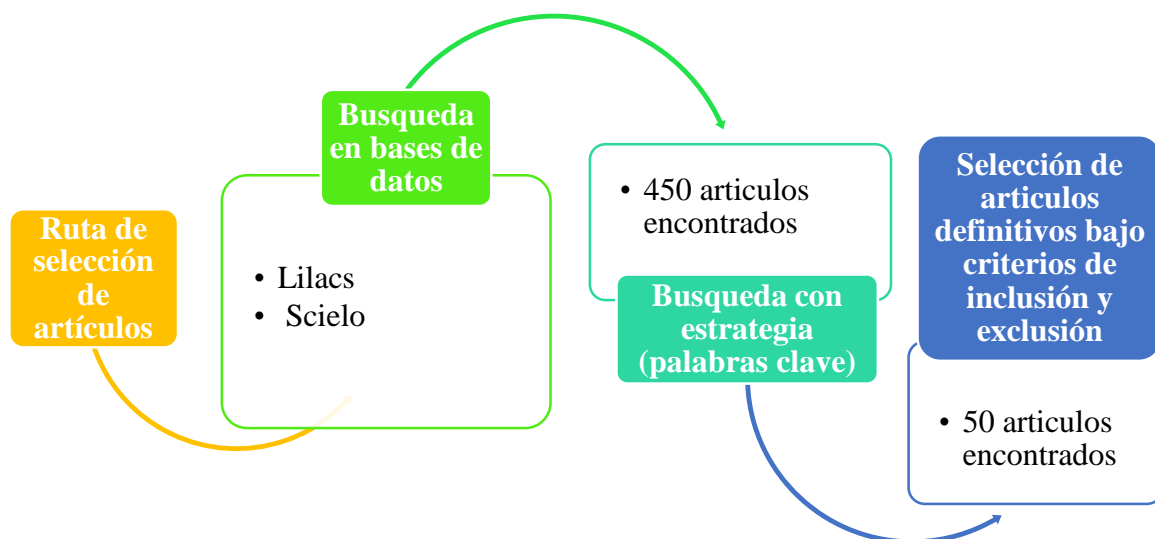 Ruta de
selección
de
artículos
Busqueda
en bases de
datos
• Lilacs
• Scielo
• 450 articulos
encontrados
Busqueda con
estrategia
(palabras clave)
Selección de
articulos
definitivos bajo
criterios de
inclusión y
exclusión
• 50 articulos
encontrados